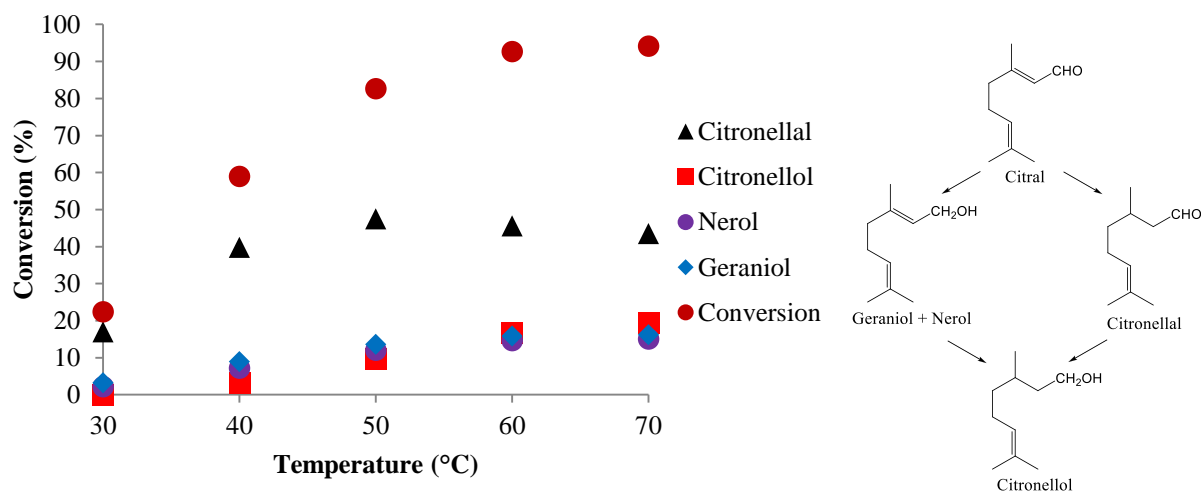 100
90
80
70
60
50
40
30
20
10
0
30 40 50 60 70
Conversion (%)
Temperature (°C)
Citronellal
Citronellol
Nerol
Geraniol
Conversion
CHO
Citral
CH2OH
CHO
Geraniol + Nerol
Citronellal
CH2OH
Citronellol